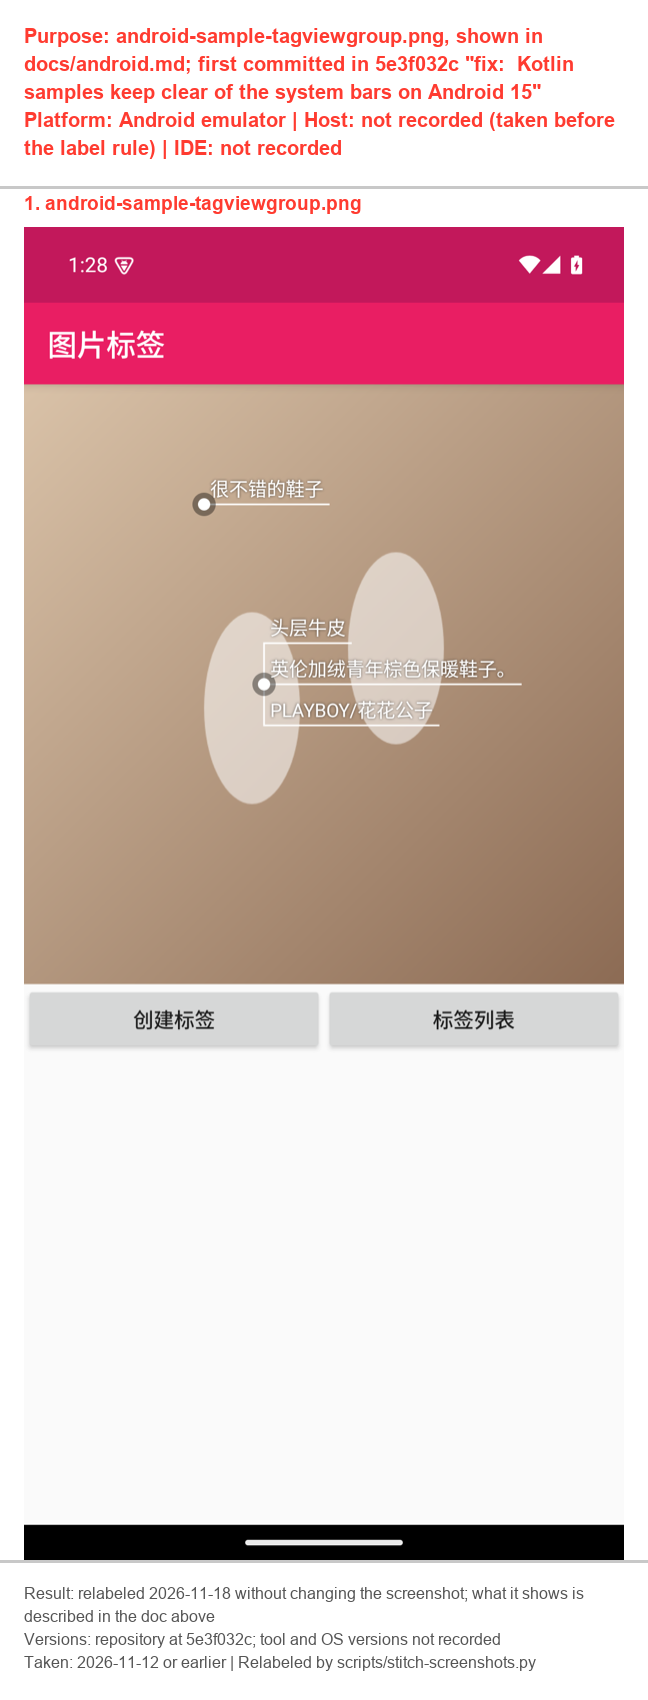 Purpose: android-sample-tagviewgroup.png, shown in
docs/android.md; first committed in 5e3f032c "fix:  Kotlin
samples keep clear of the system bars on Android 15"
Platform: Android emulator | Host: not recorded (taken before
the label rule) | IDE: not recorded
1. android-sample-tagviewgroup.png
1:28
图片标签
很不错的鞋子
头层牛皮
英伦加绒青年棕色保暖鞋子。
PLAYBOY/花花公子
创建标签
标签列表
Result: relabeled 2026-11-18 without changing the screenshot; what it shows is
described in the doc above
Versions: repository at 5e3f032c; tool and OS versions not recorded
Taken: 2026-11-12 or earlier | Relabeled by scripts/stitch-screenshots.py